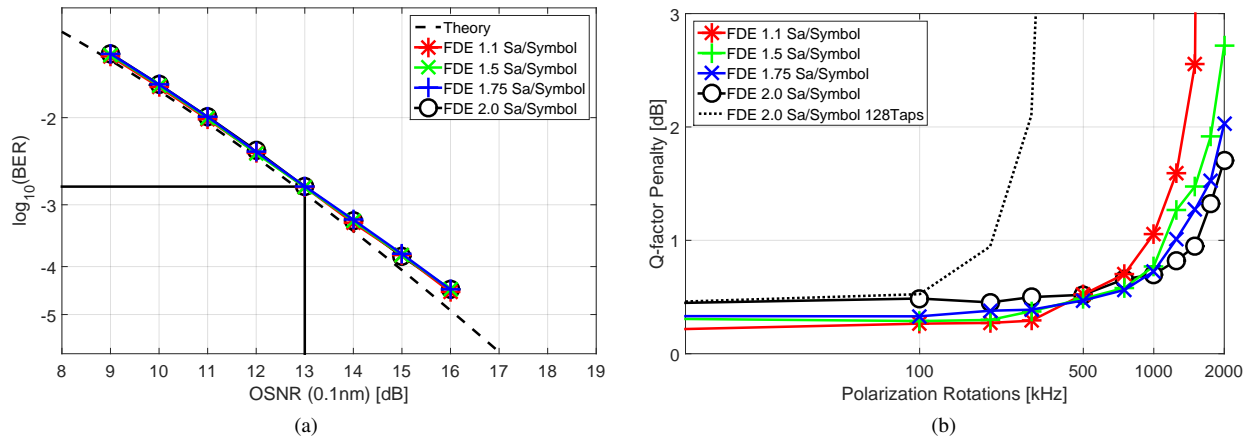 Theory
FDE 1.1 Sa/Symbol
FDE 1.5 Sa/Symbol
FDE 1.75 Sa/Symbol
FDE 2.0 Sa/Symbol
log10(BER)
-2
-3
-4
-5
8 9 10 11 12 13 14 15 16 17 18 19
OSNR (0.1nm) [dB]
(a)
FDE 1.1 Sa/Symbol
FDE 1.5 Sa/Symbol
FDE 1.75 Sa/Symbol
FDE 2.0 Sa/Symbol
FDE 2.0 Sa/Symbol 128Taps
Q-factor Penalty [dB]
3
2
1
0
100 200 300 500 1000 2000
Polarization Rotations [kHz]
(b)